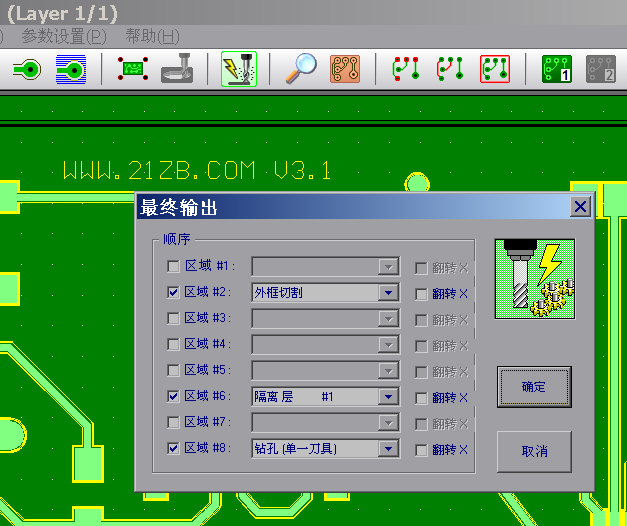 (Layer 1/1)
) 参数设置(P) 帮助(H)
1 2
WWW.21ZB.COM V3.1
最终输出
顺序
区域 #1: 翻转 X
区域 #2: 外框切割 翻转 X
区域 #3: 翻转 X
区域 #4: 翻转 X
区域 #5: 翻转 X
区域 #6: 隔离 层 #1 翻转 X
区域 #7: 翻转 X
区域 #8: 钻孔 (单一刀具) 翻转 X
确定
取消